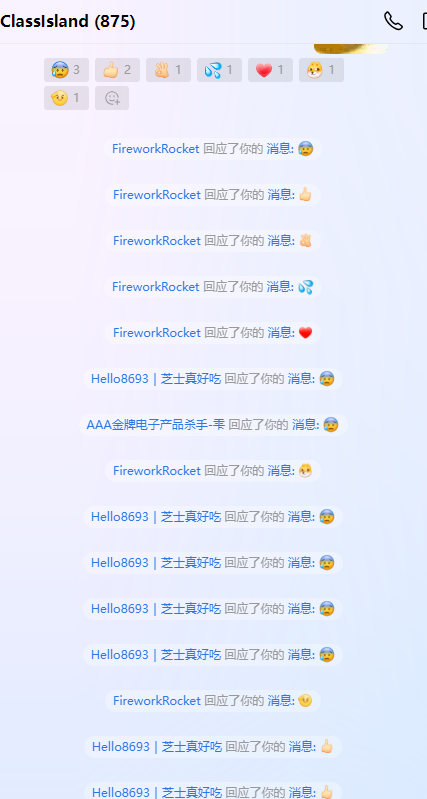 ClassIsland (875)
😰 3 👆 2 👌 1 💦 1 ❤️ 1 😷 1
🫡 1
FireworkRocket 回应了你的 消息: 😰
FireworkRocket 回应了你的 消息:
FireworkRocket 回应了你的 消息:
FireworkRocket 回应了你的 消息: 💦
FireworkRocket 回应了你的 消息: ❤️
Hello8693 | 芝士真好吃 回应了你的 消息: 😰
AAA金牌电子产品杀手-雫 回应了你的 消息: 😰
FireworkRocket 回应了你的 消息:
Hello8693 | 芝士真好吃 回应了你的 消息: 😰
Hello8693 | 芝士真好吃 回应了你的 消息: 😰
Hello8693 | 芝士真好吃 回应了你的 消息: 😰
Hello8693 | 芝士真好吃 回应了你的 消息: 😰
FireworkRocket 回应了你的 消息:
Hello8693 | 芝士真好吃 回应了你的 消息:
Hello8693 | 芝士真好吃 回应了你的 消息: